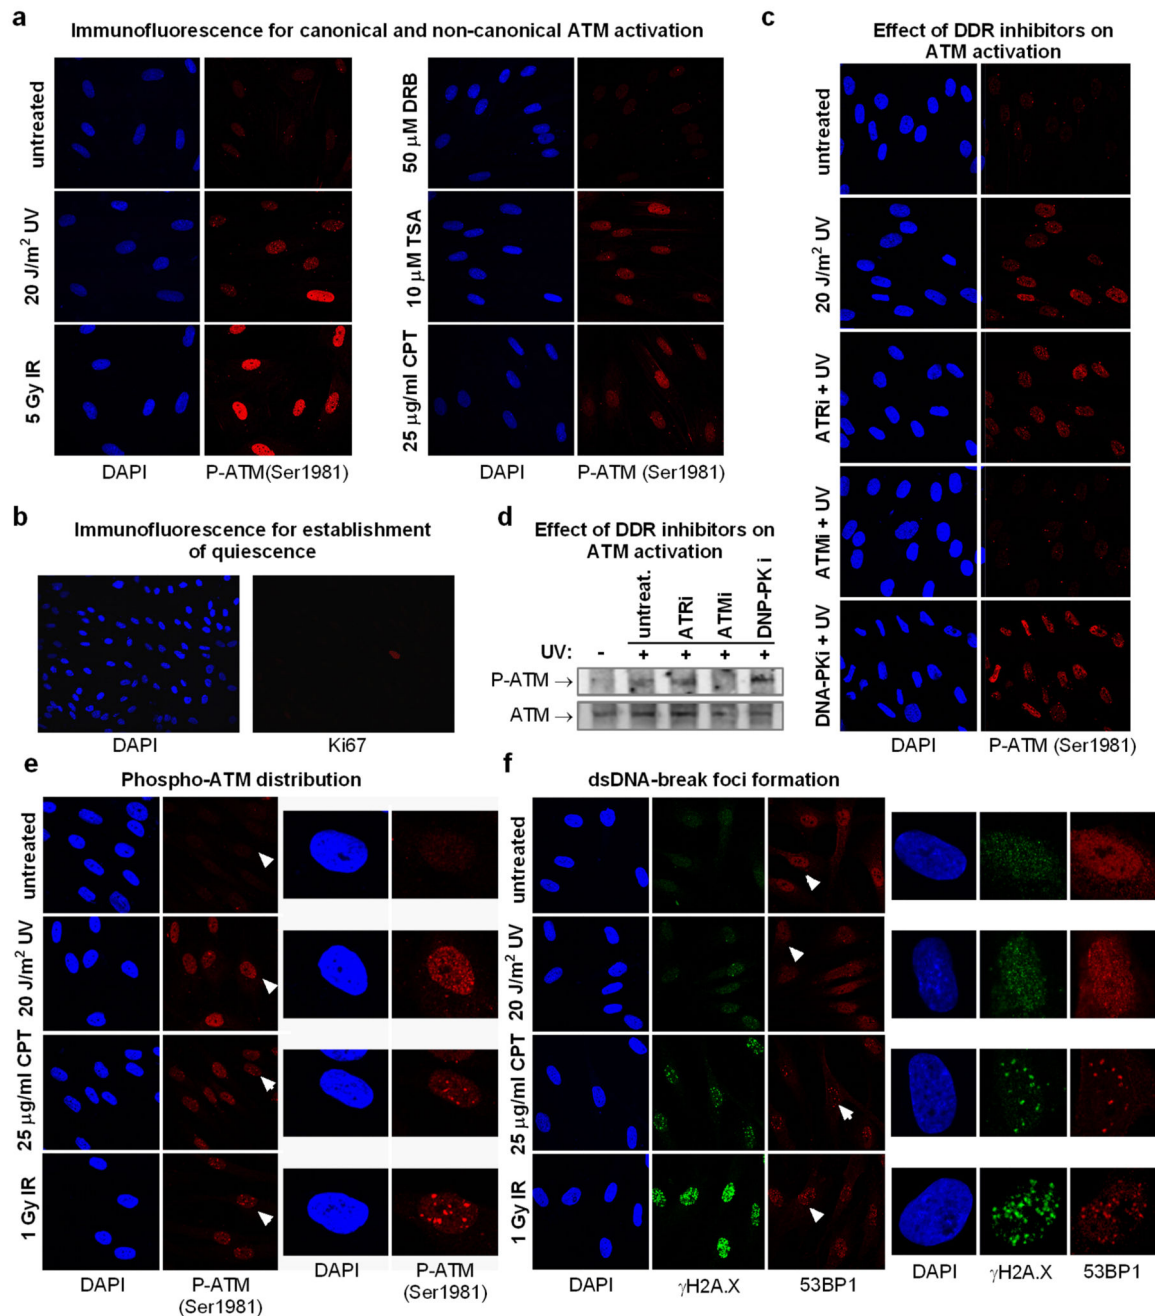 a
Immunofluorescence for canonical and non-canonical ATM activation
untreated
20 J/m² UV
5 Gy IR
DAPI
P-ATM(Ser1981)
50 µM DRB
10 µM TSA
25 µg/ml CPT
DAPI
P-ATM (Ser1981)
b
Immunofluorescence for establishment
of quiescence
DAPI
Ki67
c
Effect of DDR inhibitors on
ATM activation
untreated
20 J/m² UV
ATRi + UV
ATMi + UV
DNA-PKi + UV
DAPI
P-ATM (Ser1981)
d
Effect of DDR inhibitors on
ATM activation
untreat.
ATRi
ATMi
DNP-PK i
UV: - + + + +
P-ATM →
ATM →
e
Phospho-ATM distribution
untreated
20 J/m² UV
25 µg/ml CPT
1 Gy IR
DAPI
P-ATM
(Ser1981)
DAPI
P-ATM
(Ser1981)
f
dsDNA-break foci formation
untreated
20 J/m² UV
25 µg/ml CPT
1 Gy IR
DAPI
γH2A.X
53BP1
DAPI
γH2A.X
53BP1